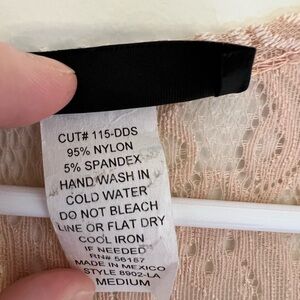 CUT# 115-DDS
95% NYLON
5% SPANDEX
HAND WASH IN
COLD WATER
DO NOT BLEACH
LINE OR FLAT DRY
COOL IRON
IF NEEDED
RN# 56187
MADE IN MEXICO
STYLE 8902-LA
MEDIUM